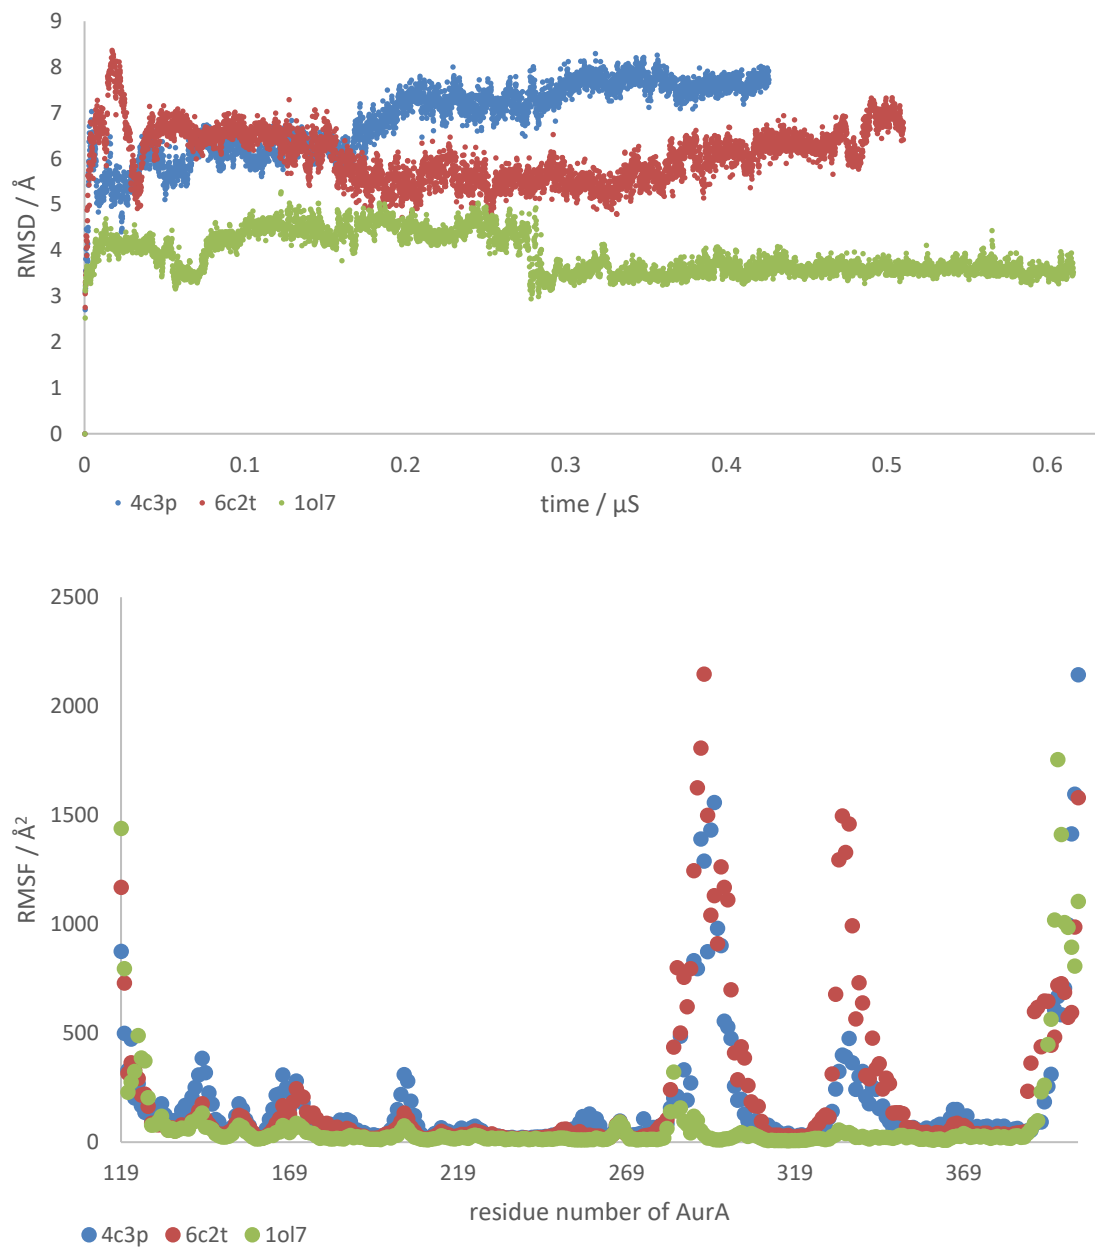 9
8
7
6
5
4
3
2
1
0
RMSD / Å
0 0.1 0.2 0.3 0.4 0.5 0.6
4c3p 6c2t 1ol7 time / µS
2500
2000
1500
1000
500
0
RMSF / Å²
119 169 219 269 319 369
residue number of AurA
4c3p 6c2t 1ol7